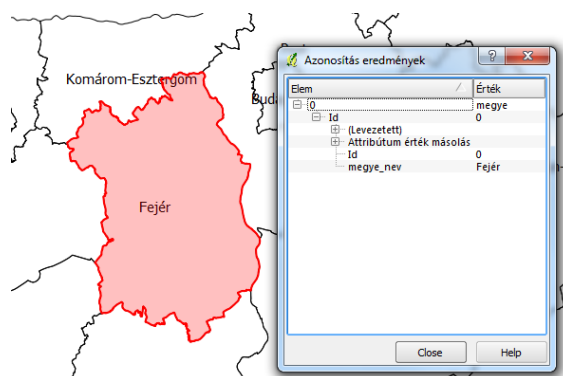 Komárom-Esztergom
Fejér
Azonosítás eredmények
Elem Érték
0 megye
Id 0
(Levezetett)
Attribútum érték másolás
Id 0
megye_nev Fejér
Close Help